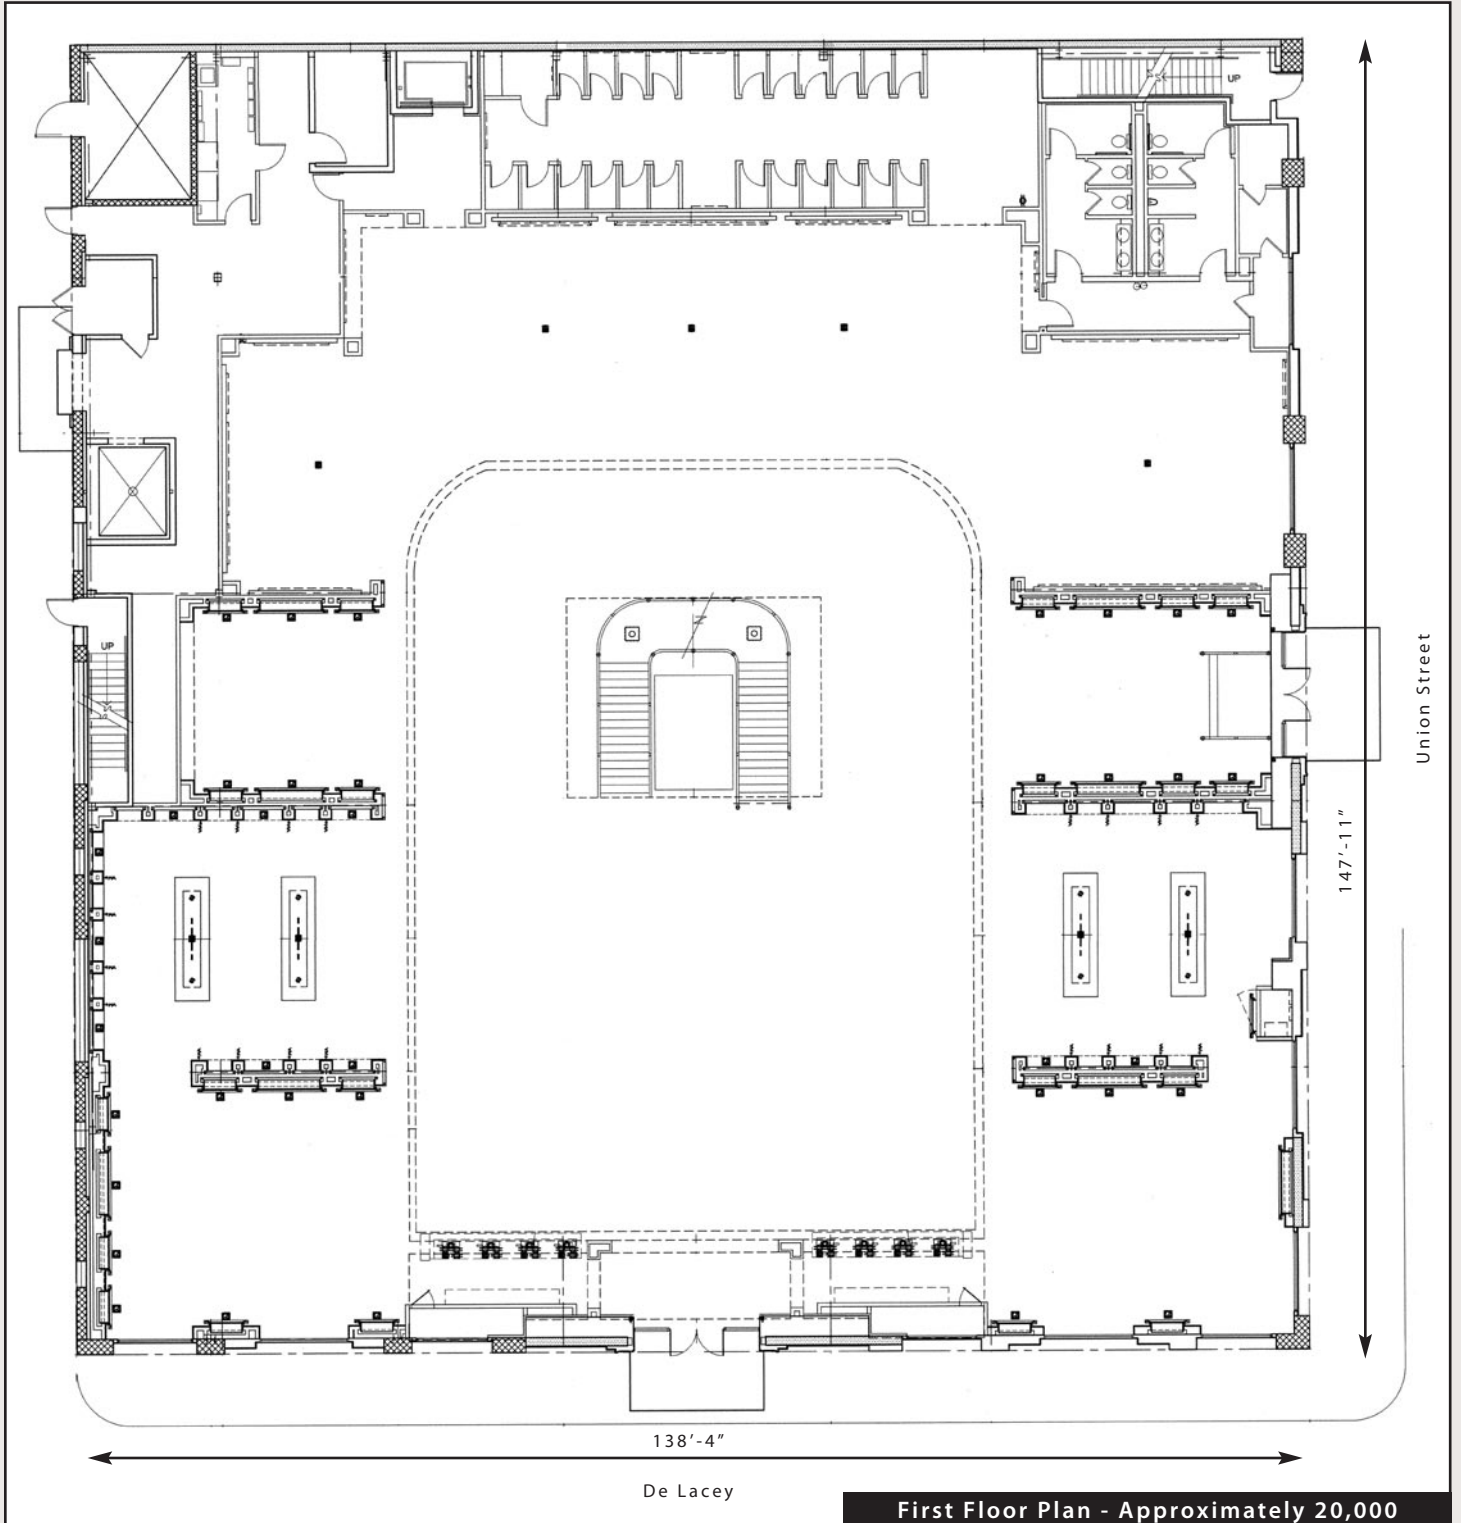 UP
UP
Union Street
147’-11”
138’-4”
De Lacey
First Floor Plan - Approximately 20,000